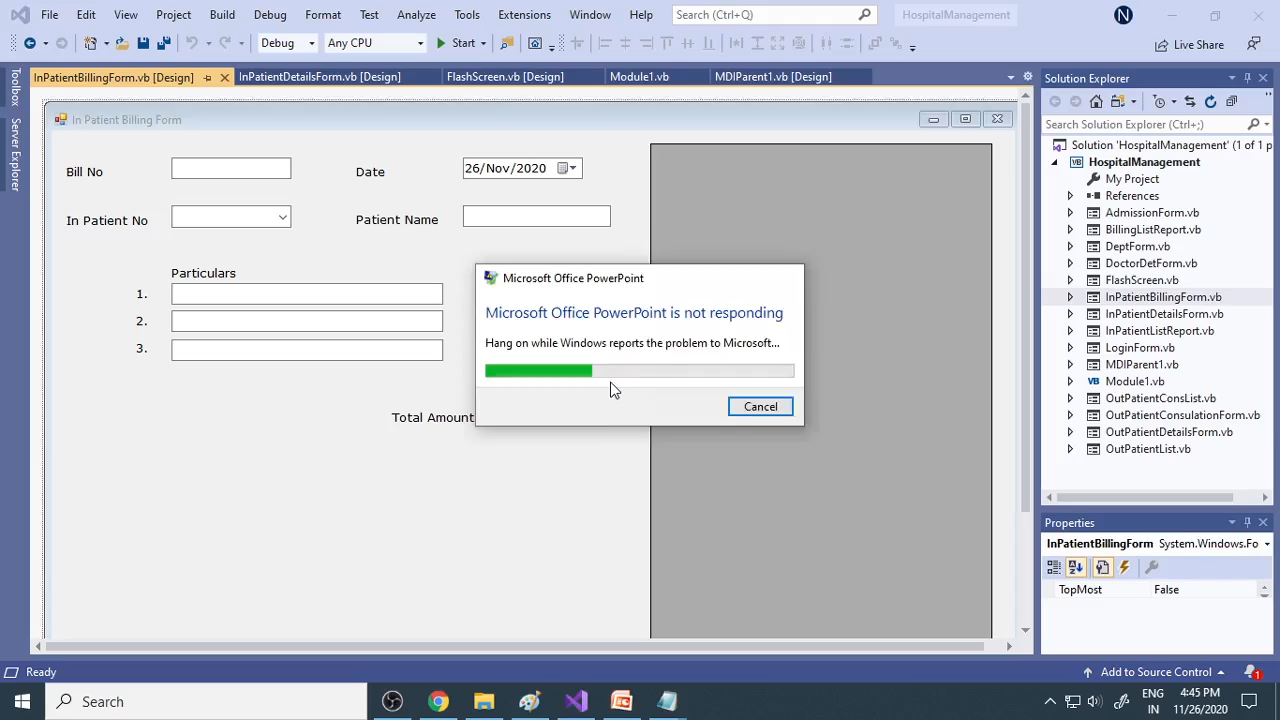 File Edit View Project Build Debug Format Test Analyze Tools Extensions Window Help Search (Ctrl+Q) HospitalManagement N
Debug Any CPU Start Live Share
InPatientBillingForm.vb [Design] InPatientDetailsForm.vb [Design] FlashScreen.vb [Design] Module1.vb MDIParent1.vb [Design]
Toolbox
Server Explorer
In Patient Billing Form
Bill No Date 26/Nov/2020
In Patient No Patient Name
Particulars
1.
2.
3.
Total Amount
Microsoft Office PowerPoint
Microsoft Office PowerPoint is not responding
Hang on while Windows reports the problem to Microsoft...
Cancel
Solution Explorer
Search Solution Explorer (Ctrl+;)
Solution 'HospitalManagement' (1 of 1 p
HospitalManagement
My Project
References
AdmissionForm.vb
BillingListReport.vb
DeptForm.vb
DoctorDetForm.vb
FlashScreen.vb
InPatientBillingForm.vb
InPatientDetailsForm.vb
InPatientListReport.vb
LoginForm.vb
MDIParent1.vb
Module1.vb
OutPatientConsList.vb
OutPatientConsulationForm.vb
OutPatientDetailsForm.vb
OutPatientList.vb
Properties
InPatientBillingForm System.Windows.Fo
TopMost False
Ready Add to Source Control 1
Search ENG 4:45 PM
IN 11/26/2020